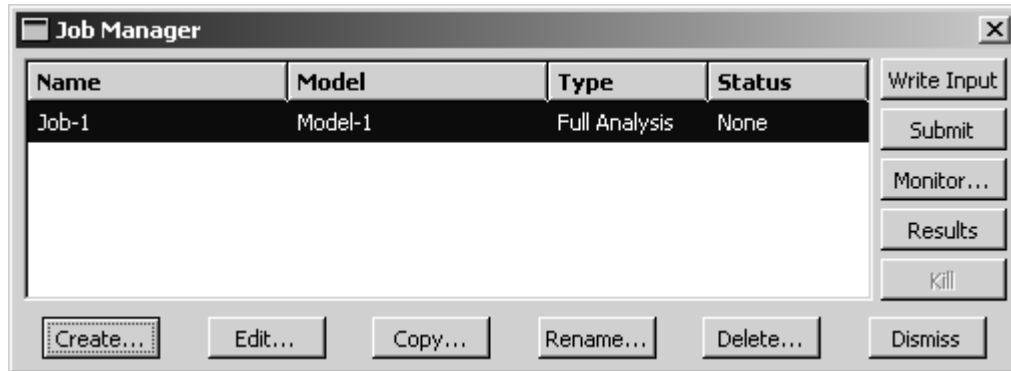 Job Manager
Name Model Type Status
Job-1 Model-1 Full Analysis None
Write Input
Submit
Monitor...
Results
Kill
Create... Edit... Copy... Rename... Delete... Dismiss